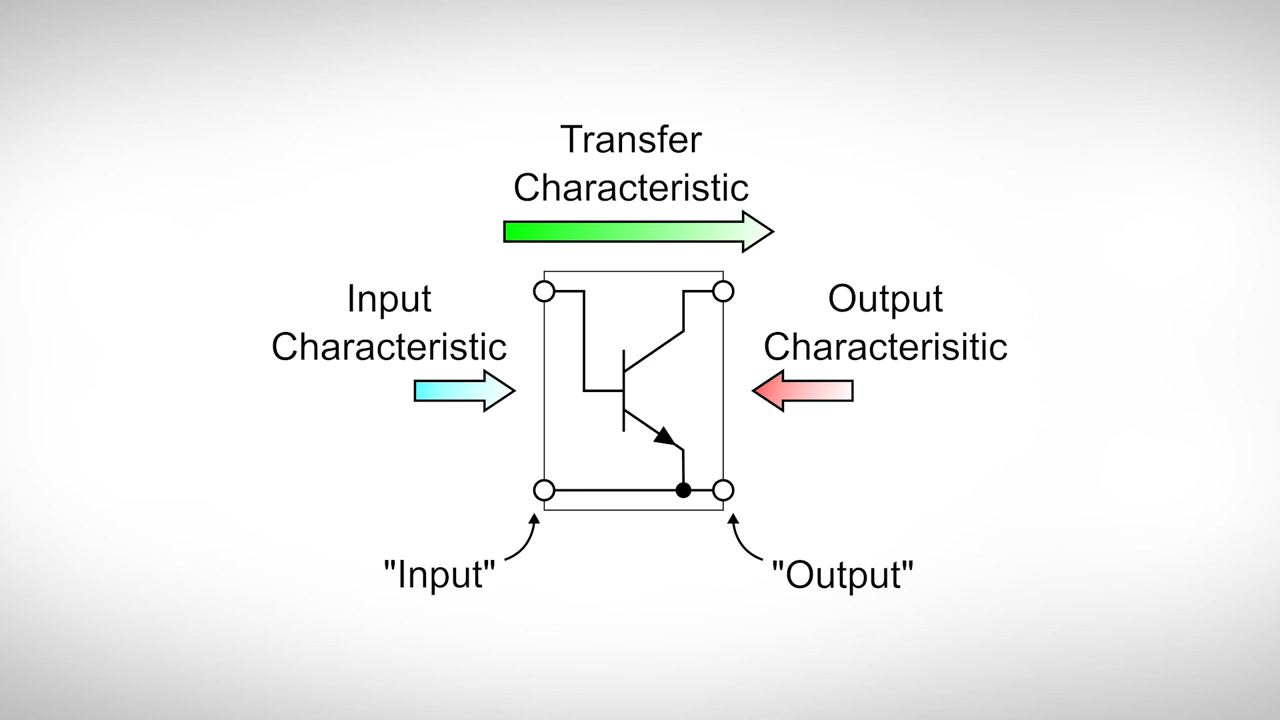 Transfer
Characteristic
Input
Characteristic
Output
Characterisitic
"Input"
"Output"